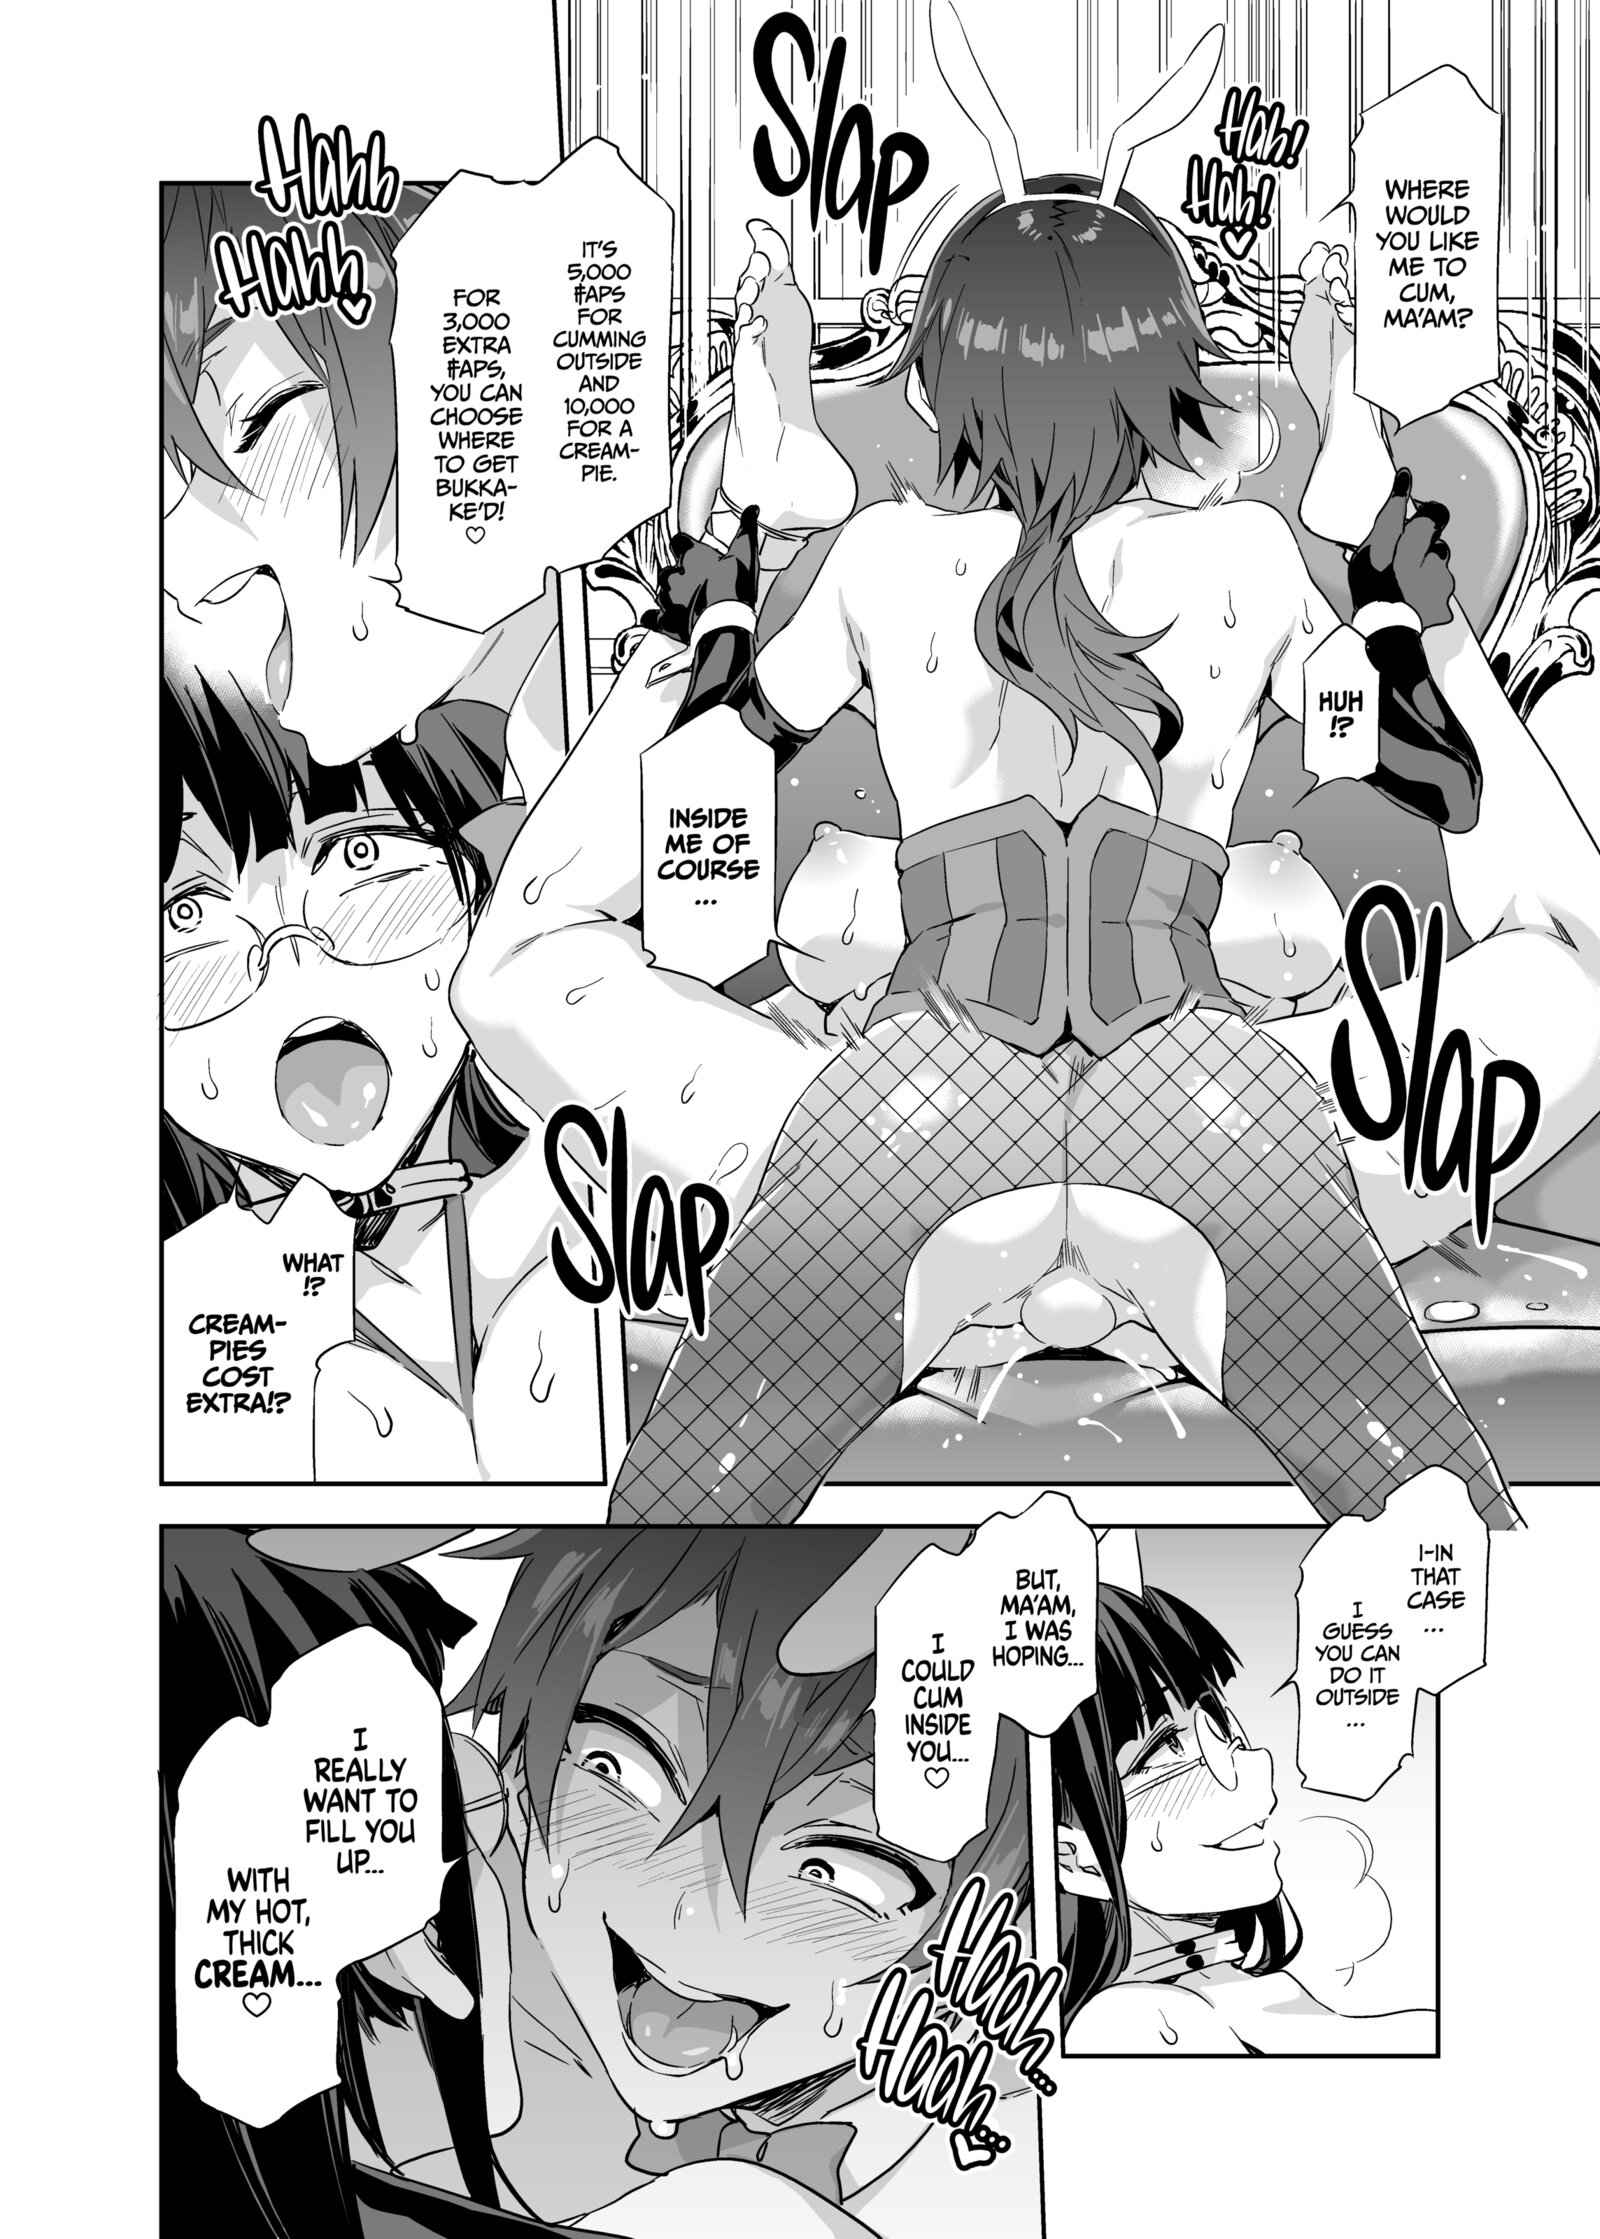 WHERE
WOULD
YOU LIKE
ME TO
CUM,
MA'AM?
Hah!
Hah!
Slap
HUH
!?
INSIDE
ME OF
COURSE
...
IT'S
5,000
FAPS
FOR
CUMMING
OUTSIDE
AND
10,000
FOR A
CREAM-
PIE.
FOR
3,000
EXTRA
FAPS,
YOU CAN
CHOOSE
WHERE
TO GET
BUKKA-
KE'D!
♡
Hahh
Hahh
Slap
Slap
WHAT
!?
CREAM-
PIES
COST
EXTRA!?
I-IN
THAT
CASE
...
I
GUESS
YOU CAN
DO IT
OUTSIDE
...
BUT,
MA'AM,
I WAS
HOPING...
I
COULD
CUM
INSIDE
YOU...
♡
Haah...
Haah...
I
REALLY
WANT TO
FILL YOU
UP...
WITH
MY HOT,
THICK
CREAM...
♡